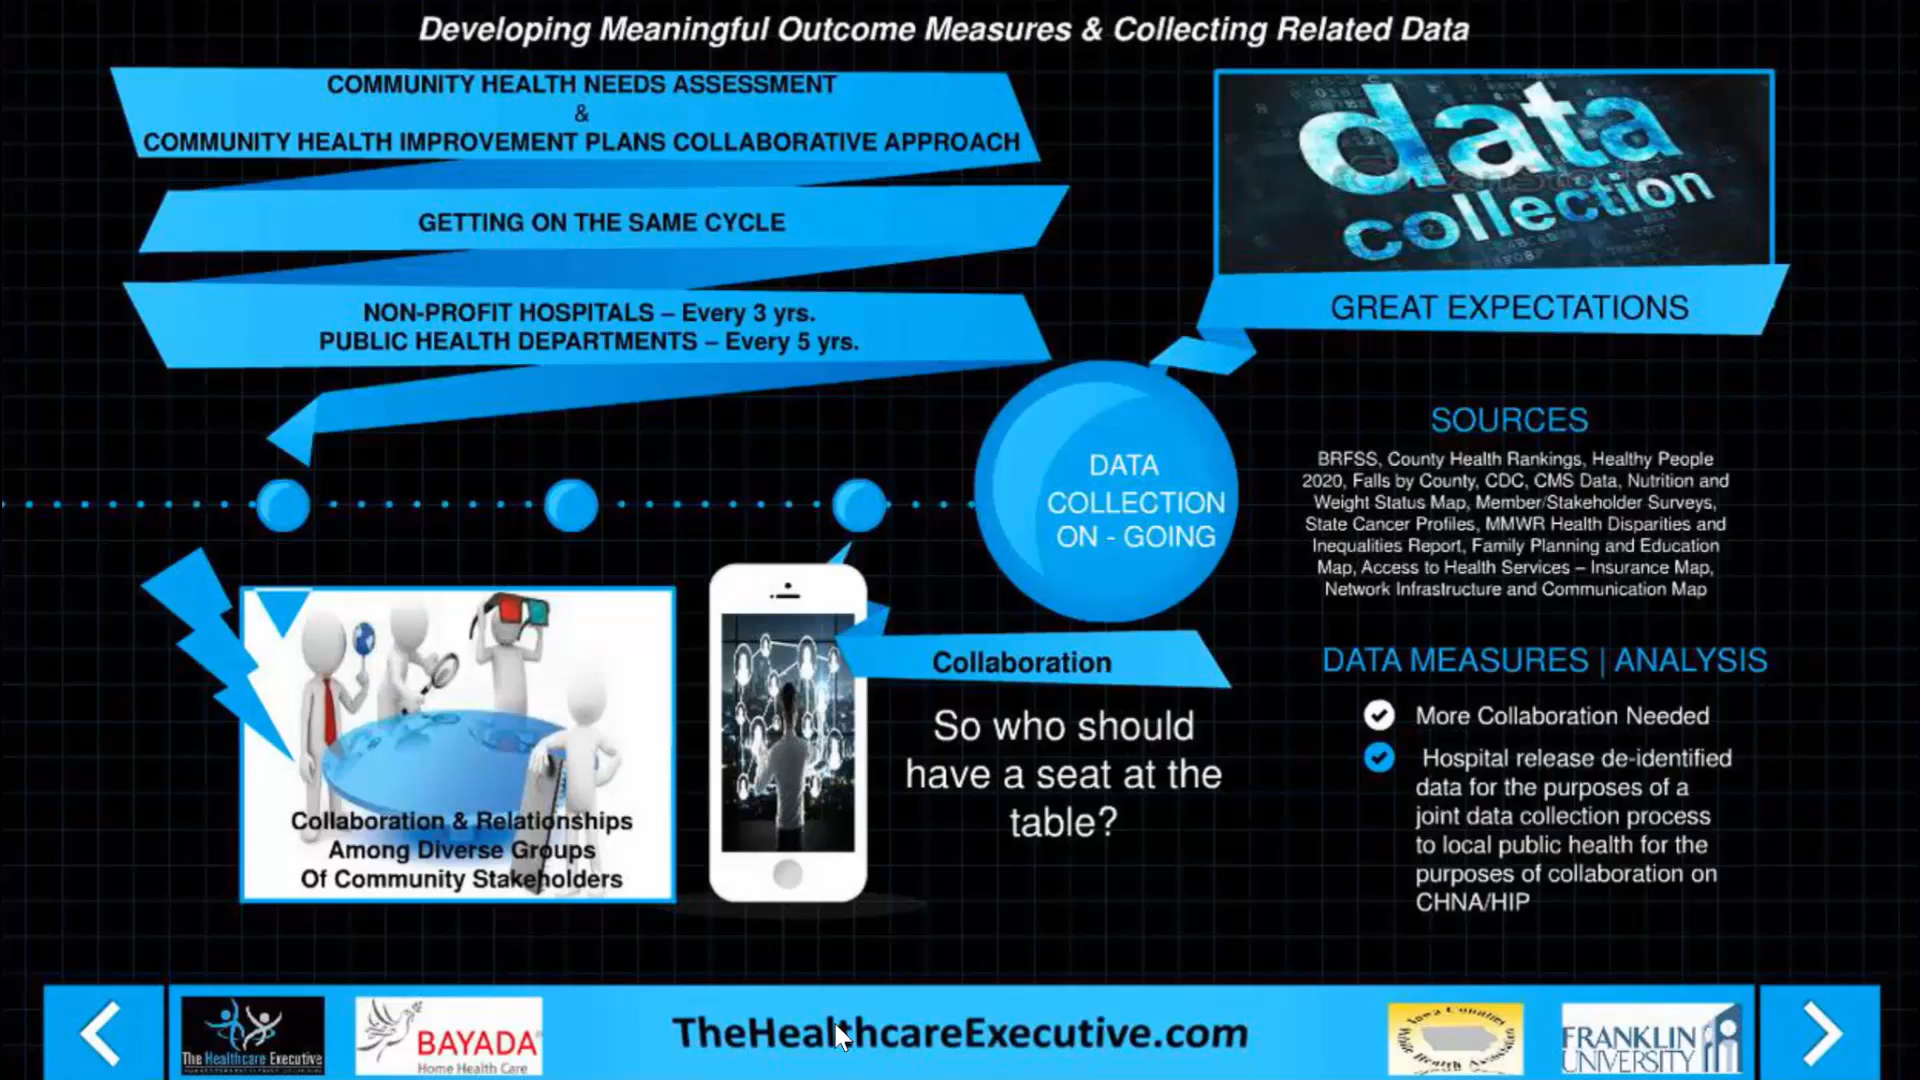 Developing Meaningful Outcome Measures & Collecting Related Data
COMMUNITY HEALTH NEEDS ASSESSMENT
&
COMMUNITY HEALTH IMPROVEMENT PLANS COLLABORATIVE APPROACH
GETTING ON THE SAME CYCLE
NON-PROFIT HOSPITALS – Every 3 yrs.
PUBLIC HEALTH DEPARTMENTS – Every 5 yrs.
data
collection
GREAT EXPECTATIONS
DATA
COLLECTION
ON - GOING
SOURCES
BRFSS, County Health Rankings, Healthy People
2020, Falls by County, CDC, CMS Data, Nutrition and
Weight Status Map, Member/Stakeholder Surveys,
State Cancer Profiles, MMWR Health Disparities and
Inequalities Report, Family Planning and Education
Map, Access to Health Services – Insurance Map,
Network Infrastructure and Communication Map
Collaboration & Relationships
Among Diverse Groups
Of Community Stakeholders
Collaboration
So who should
have a seat at the
table?
DATA MEASURES | ANALYSIS
More Collaboration Needed
Hospital release de-identified
data for the purposes of a
joint data collection process
to local public health for the
purposes of collaboration on
CHNA/HIP
The Healthcare Executive
BAYADA
Home Health Care
TheHealthcareExecutive.com
Iowa Counties
Public Health Association
FRANKLIN
UNIVERSITY